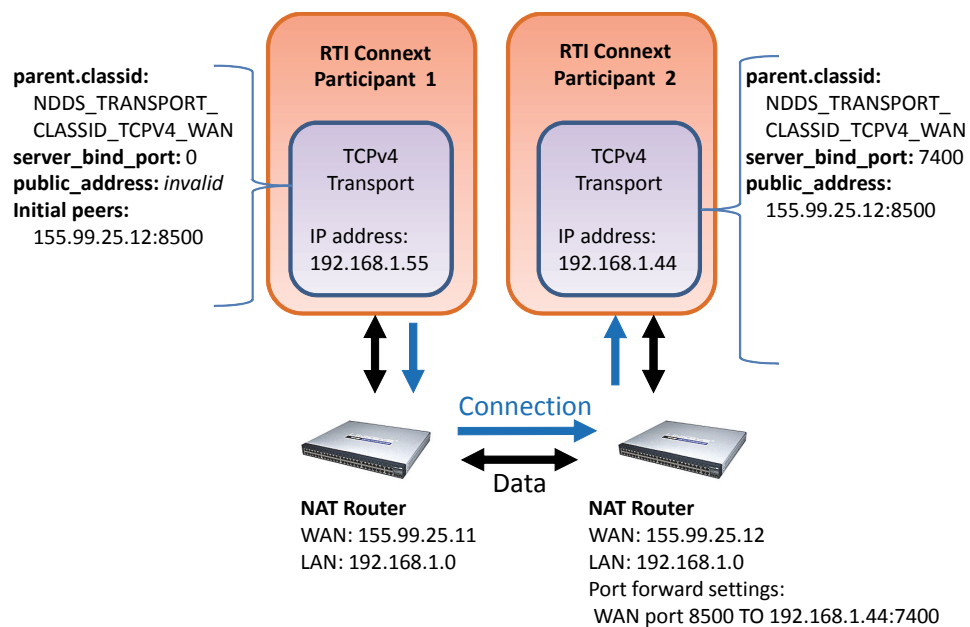 parent.classid:
NDDS_TRANSPORT_
CLASSID_TCPV4_WAN
server_bind_port: 0
public_address: invalid
Initial peers:
155.99.25.12:8500
RTI Connext
Participant 1
TCPv4
Transport
IP address:
192.168.1.55
RTI Connext
Participant 2
TCPv4
Transport
IP address:
192.168.1.44
parent.classid:
NDDS_TRANSPORT_
CLASSID_TCPV4_WAN
server_bind_port: 7400
public_address:
155.99.25.12:8500
Connection
Data
NAT Router
WAN: 155.99.25.11
LAN: 192.168.1.0
NAT Router
WAN: 155.99.25.12
LAN: 192.168.1.0
Port forward settings:
WAN port 8500 TO 192.168.1.44:7400